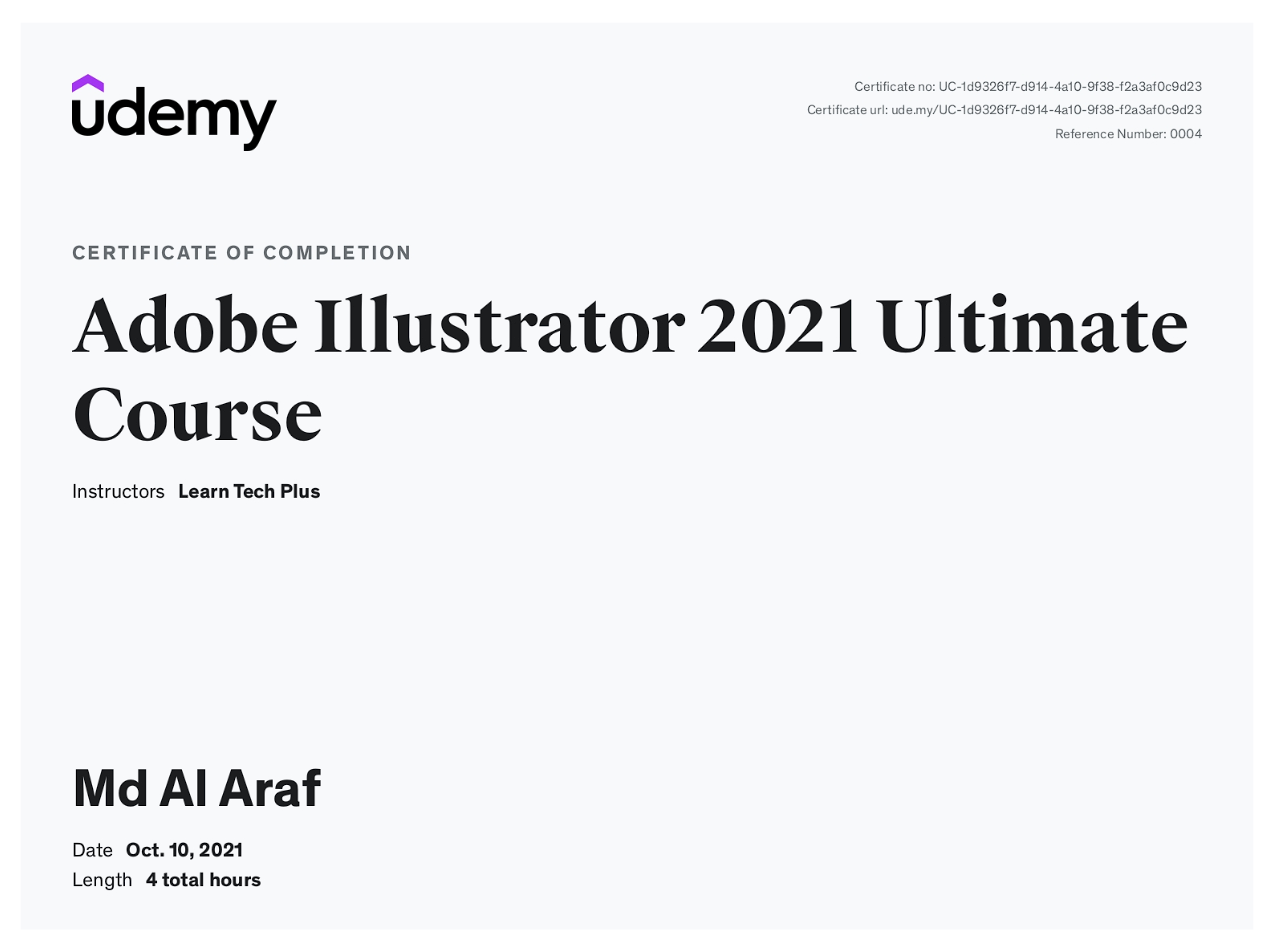 udemy
Certificate no: UC-1d9326f7-d914-4a10-9f38-f2a3af0c9d23
Certificate url: ude.my/UC-1d9326f7-d914-4a10-9f38-f2a3af0c9d23
Reference Number: 0004
CERTIFICATE OF COMPLETION
Adobe Illustrator 2021 Ultimate
Course
Instructors Learn Tech Plus
Md Al Araf
Date Oct. 10, 2021
Length 4 total hours